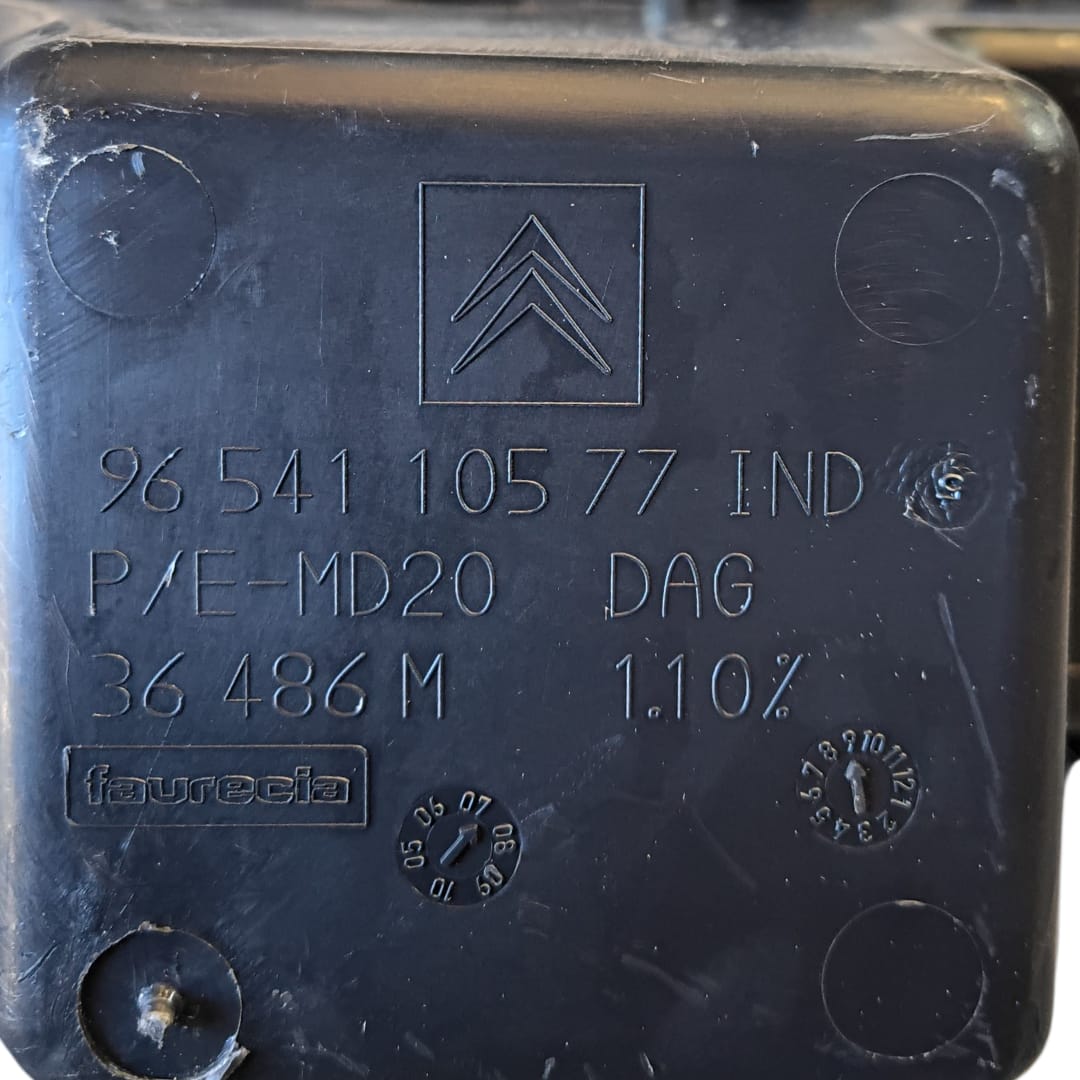 96 541 105 77 IND
P/E-MD20 DAG
36 486 M 1.10%
faurecia
05 06 07 08 09 10
1 2 3 4 5 6 7 8 9 10 11 12